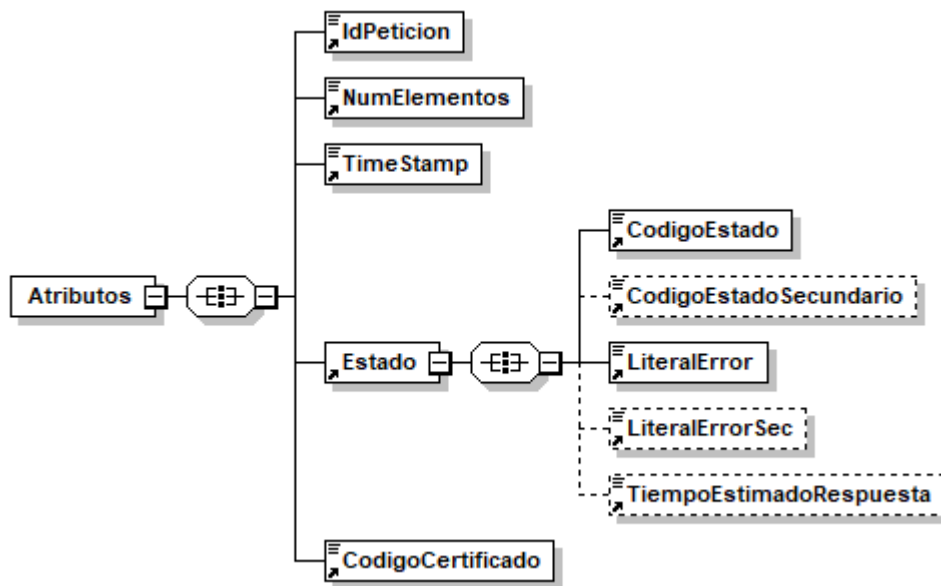 IdPeticion
NumElementos
TimeStamp
CodigoEstado
Atributos
CodigoEstadoSecundario
Estado
LiteralError
LiteralErrorSec
TiempoEstimadoRespuesta
CodigoCertificado